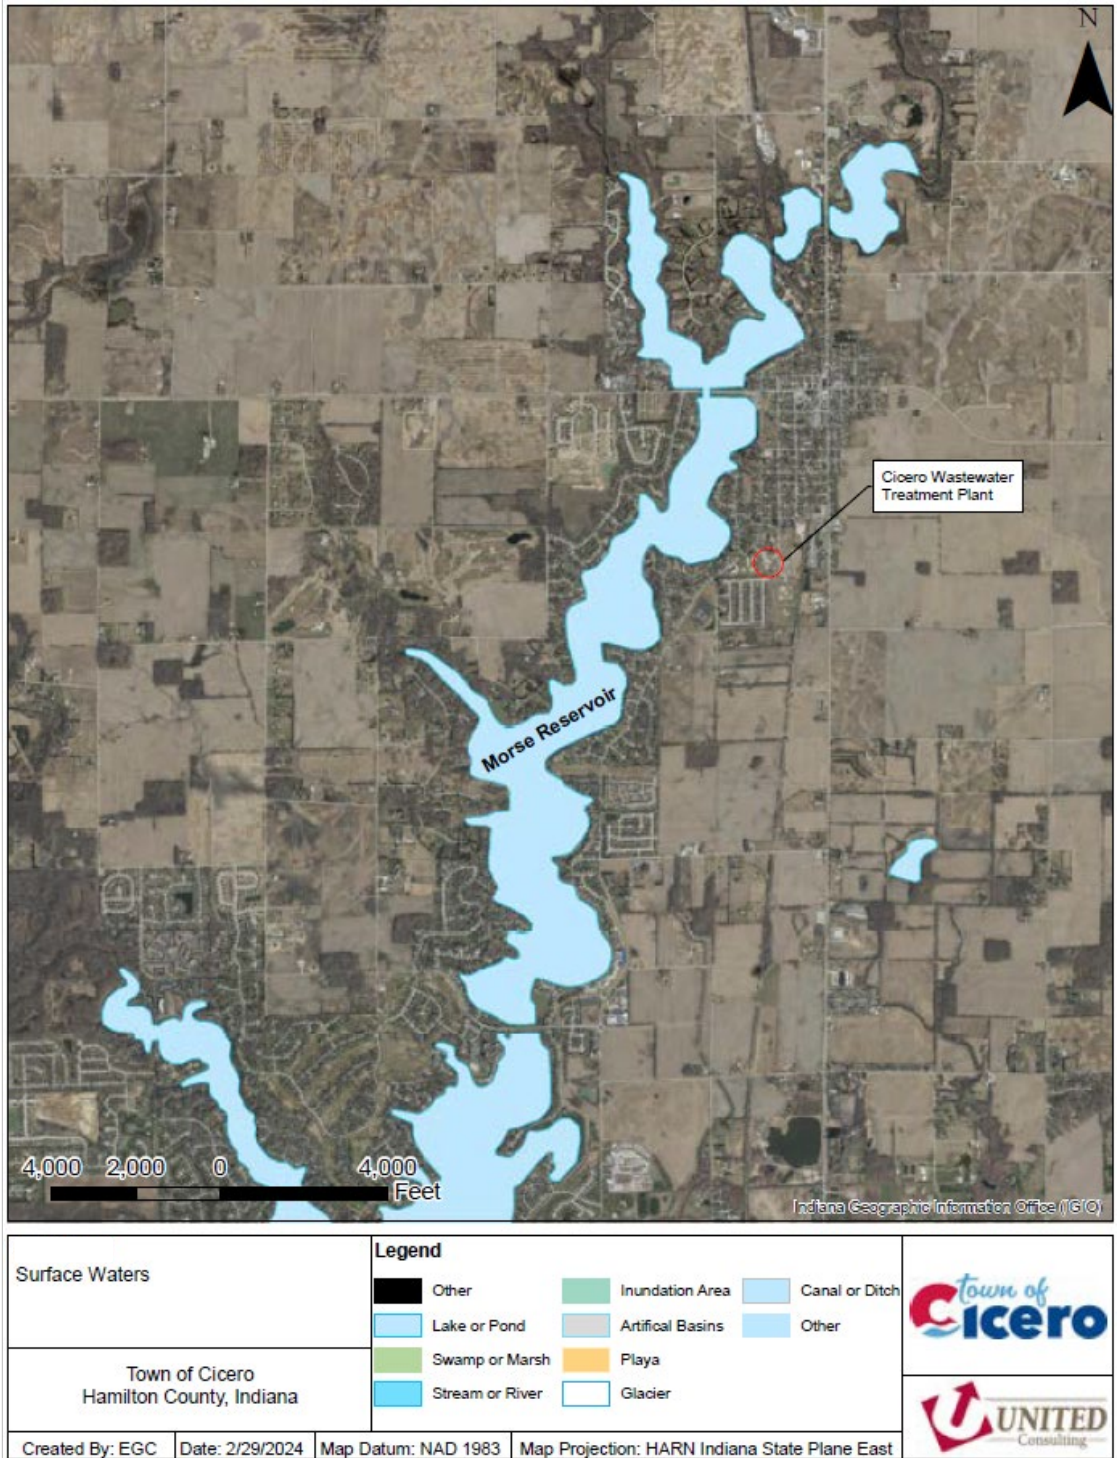 N
Cicero Wastewater
Treatment Plant
Morse Reservoir
4,000 2,000 0 4,000
Feet
Indiana Geographic Information Office (IGIO)
Surface Waters
Town of Cicero
Hamilton County, Indiana
Legend
Other
Lake or Pond
Swamp or Marsh
Stream or River
Inundation Area
Artifical Basins
Playa
Glacier
Canal or Ditch
Other
town of
Cicero
UNITED
Consulting
Created By: EGC
Date: 2/29/2024
Map Datum: NAD 1983
Map Projection: HARN Indiana State Plane East